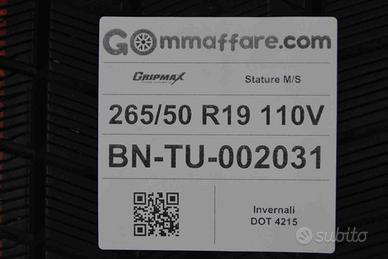 Gommaffare.com
GRIPMAX
Stature M/S
265/50 R19 110V
BN-TU-002031
Invernali
DOT 4215
subito